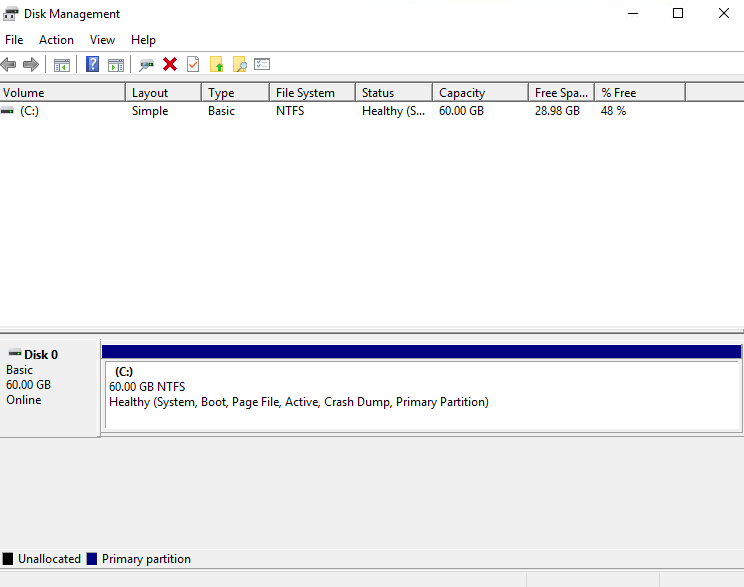 Disk Management
File Action View Help
Volume Layout Type File System Status Capacity Free Spa... % Free
(C:) Simple Basic NTFS Healthy (S... 60.00 GB 28.98 GB 48 %
Disk 0
Basic
60.00 GB
Online
(C:)
60.00 GB NTFS
Healthy (System, Boot, Page File, Active, Crash Dump, Primary Partition)
Unallocated Primary partition